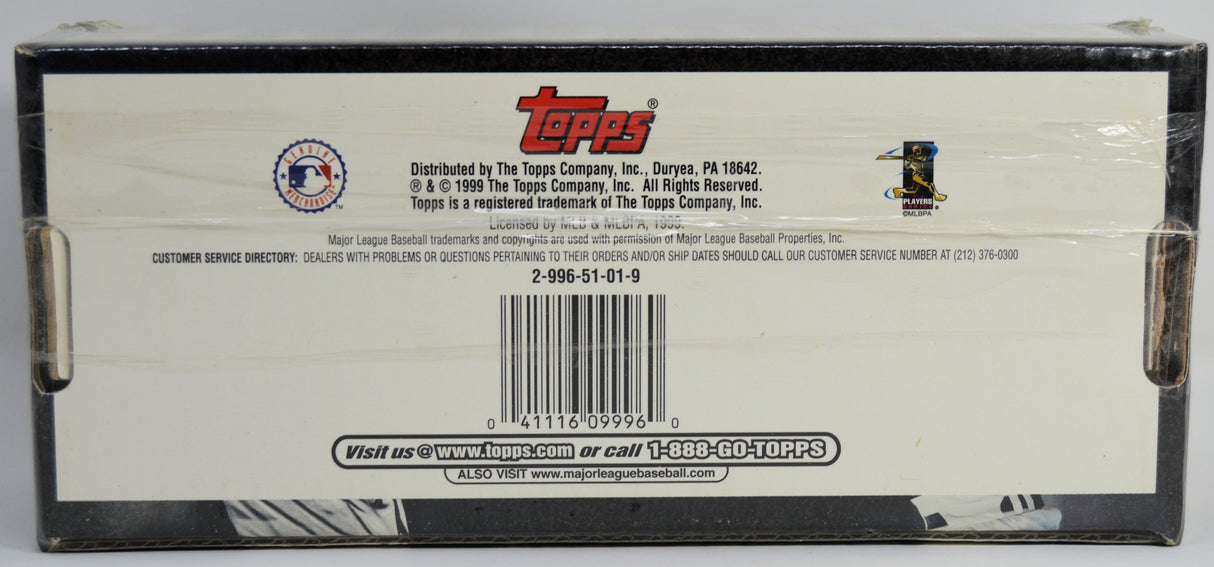 TOPPS®
GENUINE MERCHANDISE ™
Distributed by The Topps Company, Inc., Duryea, PA 18642.
® & © 1999 The Topps Company, Inc. All Rights Reserved.
Topps is a registered trademark of The Topps Company, Inc.
PLAYERS CHOICE ®
©MLBPA
Licensed by MLB & MLBPA, 1999.
Major League Baseball trademarks and copyrights are used with permission of Major League Baseball Properties, Inc.
CUSTOMER SERVICE DIRECTORY: DEALERS WITH PROBLEMS OR QUESTIONS PERTAINING TO THEIR ORDERS AND/OR SHIP DATES SHOULD CALL OUR CUSTOMER SERVICE NUMBER AT (212) 376-0300
2-996-51-01-9
0 41116 09996 0
Visit us @ www.topps.com or call 1-888-GO-TOPPS
ALSO VISIT www.majorleaguebaseball.com